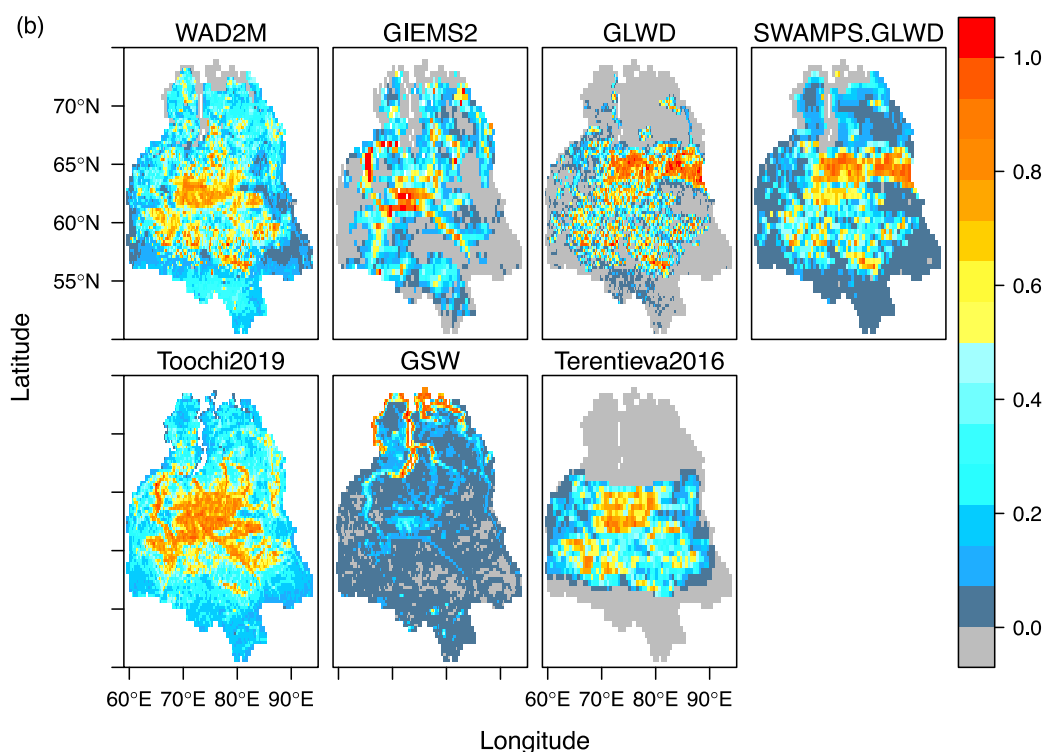 (b)
WAD2M GIEMS2 GLWD SWAMPS.GLWD
70°N
65°N
60°N
55°N
1.0
0.8
0.6
0.4
0.2
0.0
Latitude
Toochi2019 GSW Terentieva2016
60°E 70°E 80°E 90°E 60°E 70°E 80°E 90°E
Longitude